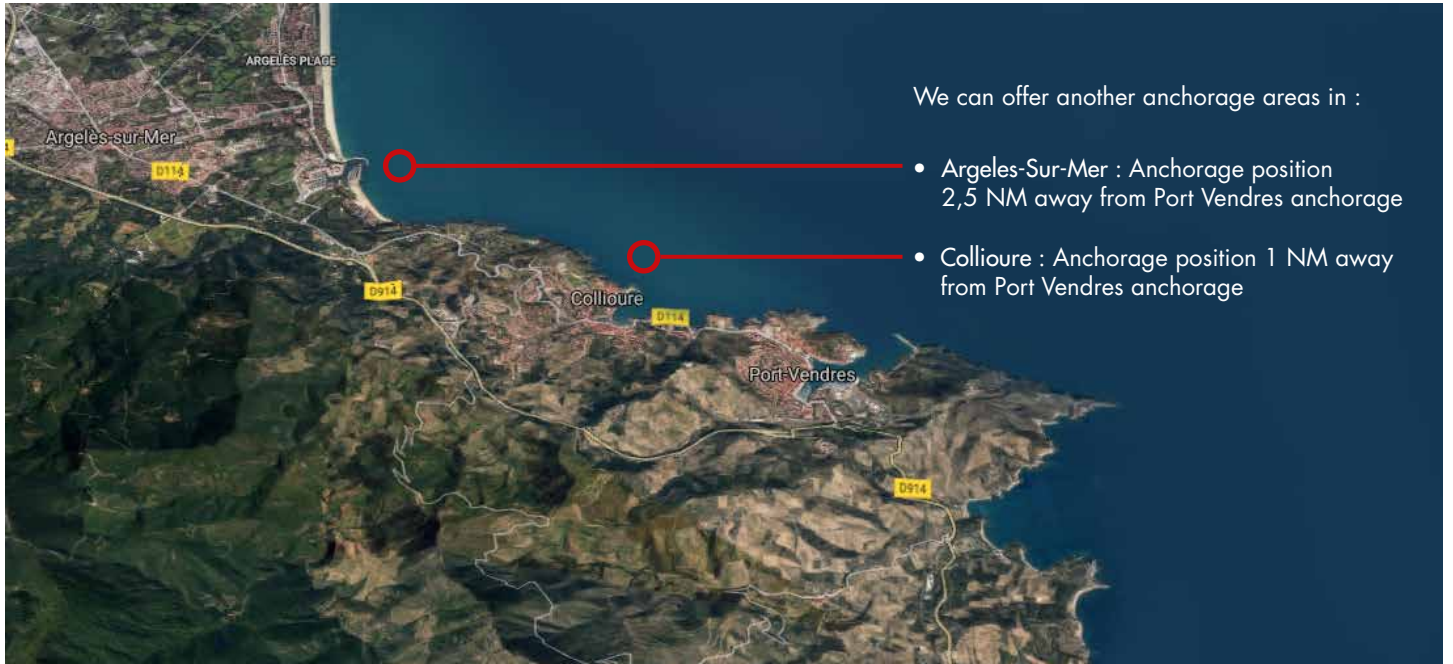 ARGELÈS PLAGE
We can offer another anchorage areas in :
Argelès-sur-Mer
D114
• Argeles-Sur-Mer : Anchorage position
2,5 NM away from Port Vendres anchorage
• Collioure : Anchorage position 1 NM away
from Port Vendres anchorage
D914
Collioure
D114
Port-Vendres
D914